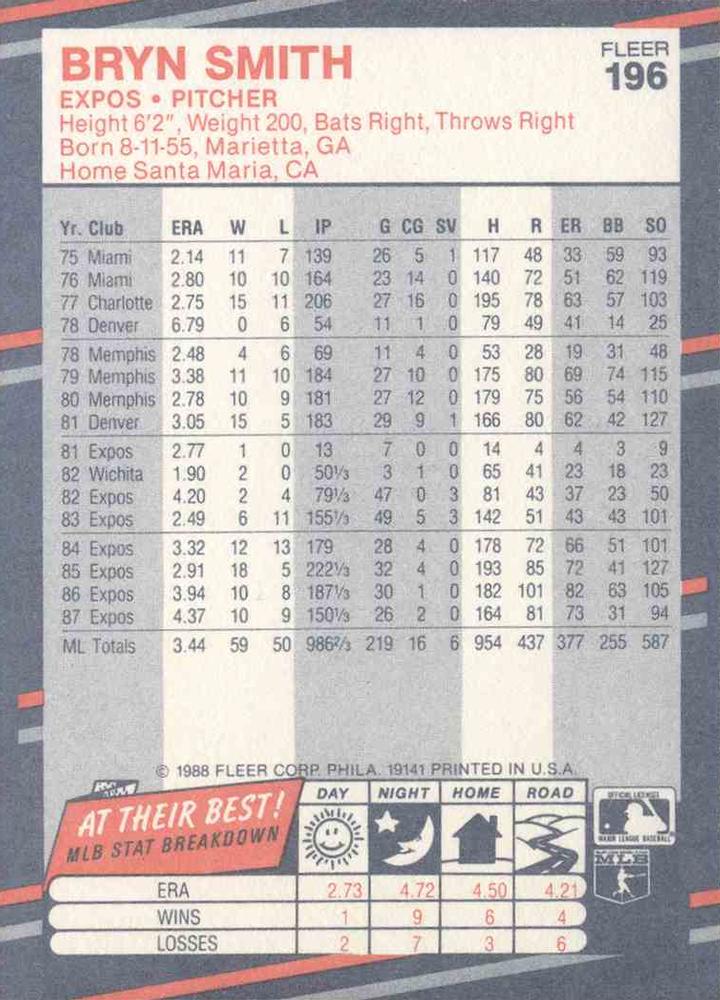 BRYN SMITH
FLEER
196
EXPOS • PITCHER
Height 6'2", Weight 200, Bats Right, Throws Right
Born 8-11-55, Marietta, GA
Home Santa Maria, CA
Yr. Club ERA W L IP G CG SV H R ER BB SO
75 Miami 2.14 11 7 139 26 5 1 117 48 33 59 93
76 Miami 2.80 10 10 164 23 14 0 140 72 51 62 119
77 Charlotte 2.75 15 11 206 27 16 0 195 78 63 57 103
78 Denver 6.79 0 6 54 11 1 0 79 49 41 14 25
78 Memphis 2.48 4 6 69 11 4 0 53 28 19 31 48
79 Memphis 3.38 11 10 184 27 10 0 175 80 69 74 115
80 Memphis 2.78 10 9 181 27 12 0 179 75 56 54 110
81 Denver 3.05 15 5 183 29 9 1 166 80 62 42 127
81 Expos 2.77 1 0 13 7 0 0 14 4 4 3 9
82 Wichita 1.90 2 0 50⅓ 3 1 0 65 41 23 18 23
82 Expos 4.20 2 4 79⅓ 47 0 3 81 43 37 23 50
83 Expos 2.49 6 11 155⅓ 49 5 3 142 51 43 43 101
84 Expos 3.32 12 13 179 28 4 0 178 72 66 51 101
85 Expos 2.91 18 5 222⅓ 32 4 0 193 85 72 41 127
86 Expos 3.94 10 8 187⅓ 30 1 0 182 101 82 63 105
87 Expos 4.37 10 9 150⅓ 26 2 0 164 81 73 31 94
ML Totals 3.44 59 50 986⅔ 219 16 6 954 437 377 255 587
© 1988 FLEER CORP. PHILA. 19141 PRINTED IN U.S.A.
AT THEIR BEST!
MLB STAT BREAKDOWN
DAY NIGHT HOME ROAD
OFFICIAL LICENSEE
MAJOR LEAGUE BASEBALL
MLB
ERA 2.73 4.72 4.50 4.21
WINS 1 9 6 4
LOSSES 2 7 3 6